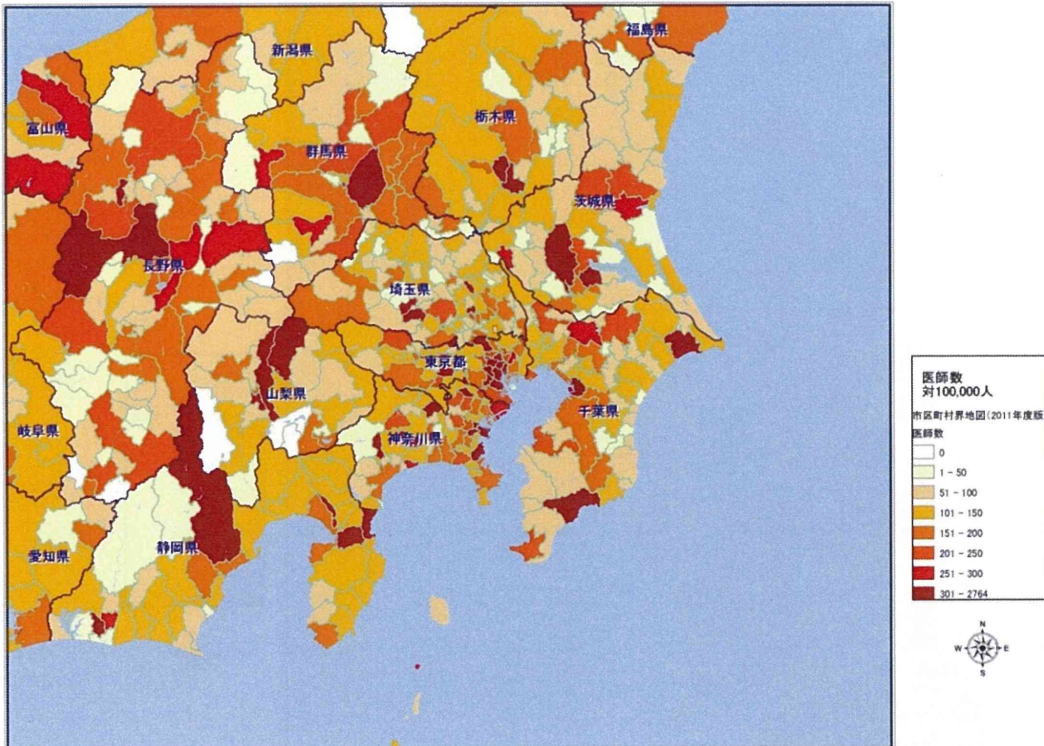 福島県
新潟県
栃木県
富山県
群馬県
茨城県
長野県
埼玉県
東京都
山梨県
千葉県
岐阜県
神奈川県
愛知県
静岡県
医師数
対100,000人
市区町村界地図(2011年度版
医師数
0
1 - 50
51 - 100
101 - 150
151 - 200
201 - 250
251 - 300
301 - 2764
N
W
E
S